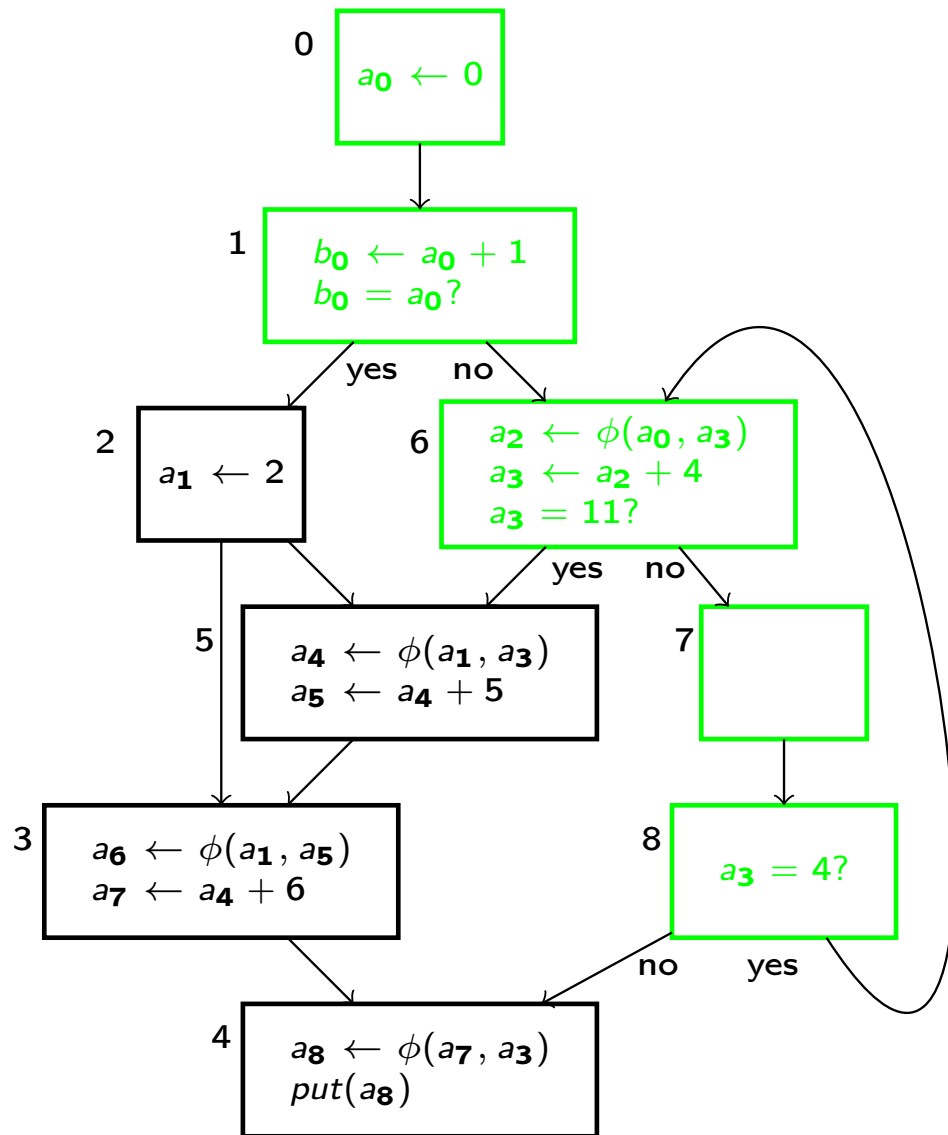 0
a₀ ← 0
1
b₀ ← a₀ + 1
b₀ = a₀?
yes
no
2
a₁ ← 2
6
a₂ ← ϕ(a₀, a₃)
a₃ ← a₂ + 4
a₃ = 11?
yes
no
5
a₄ ← ϕ(a₁, a₃)
a₅ ← a₄ + 5
7
3
a₆ ← ϕ(a₁, a₅)
a₇ ← a₄ + 6
8
a₃ = 4?
no
yes
4
a₈ ← ϕ(a₇, a₃)
put(a₈)